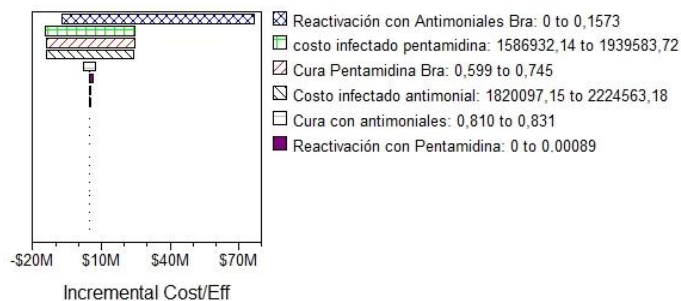 Reactivación con Antimoniales Bra: 0 to 0,1573
costo infectado pentamidina: 1586932,14 to 1939583,72
Cura Pentamidina Bra: 0,599 to 0,745
Costo infectado antimonial: 1820097,15 to 2224563,18
Cura con antimoniales: 0,810 to 0,831
Reactivación con Pentamidina: 0 to 0.00089
-$20M $10M $40M $70M
Incremental Cost/Eff